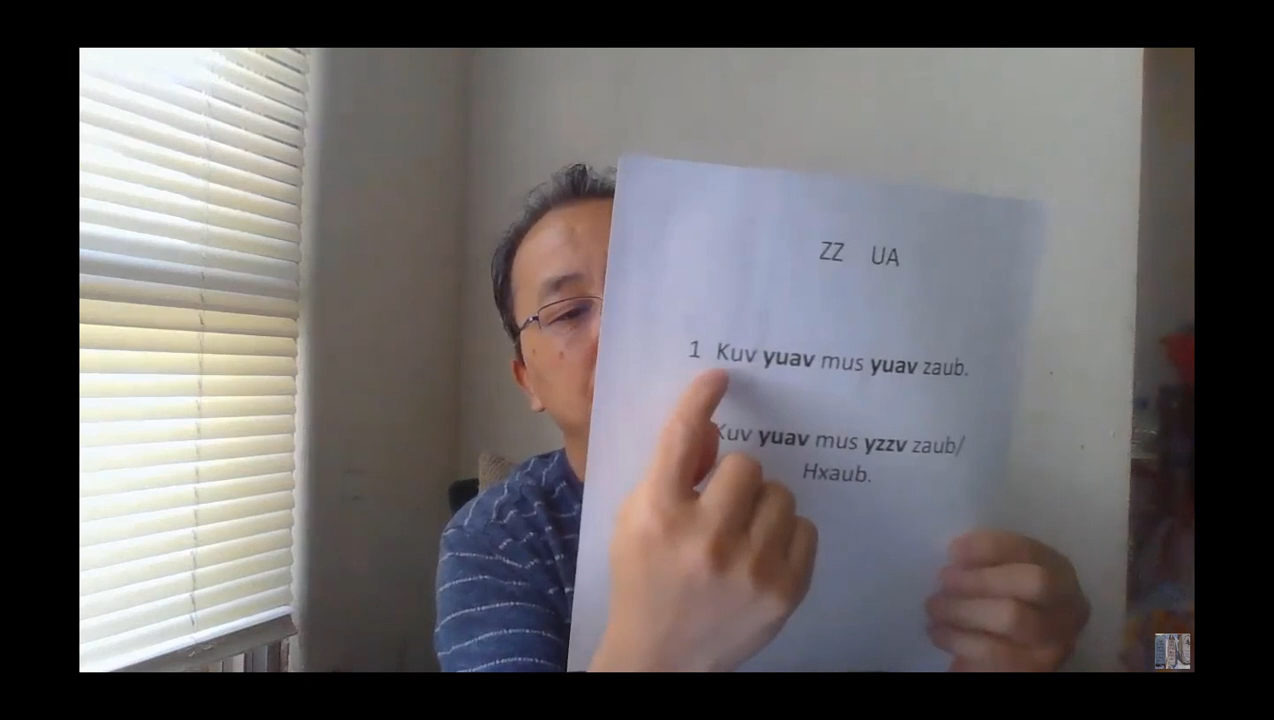 ZZ UA
1 Kuv yuav mus yuav zaub.
Kuv yuav mus yzzv zaub/
Hxaub.